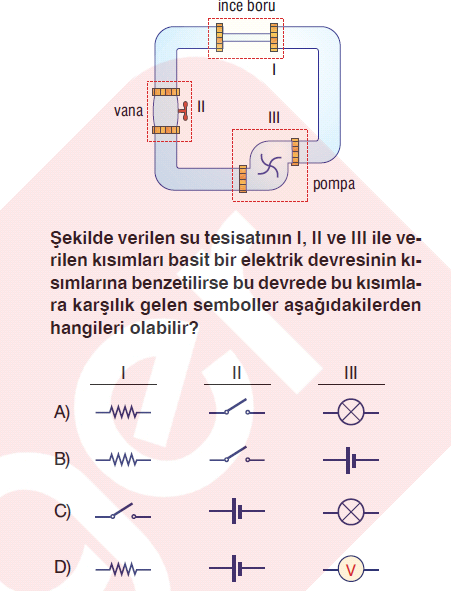 ince boru
I
vana
II
III
pompa
Şekilde verilen su tesisatının I, II ve III ile ve-
rilen kısımları basit bir elektrik devresinin kı-
sımlarına benzetilirse bu devrede bu kısımla-
ra karşılık gelen semboller aşağıdakilerden
hangileri olabilir?
I II III
A)
B)
C)
D) V